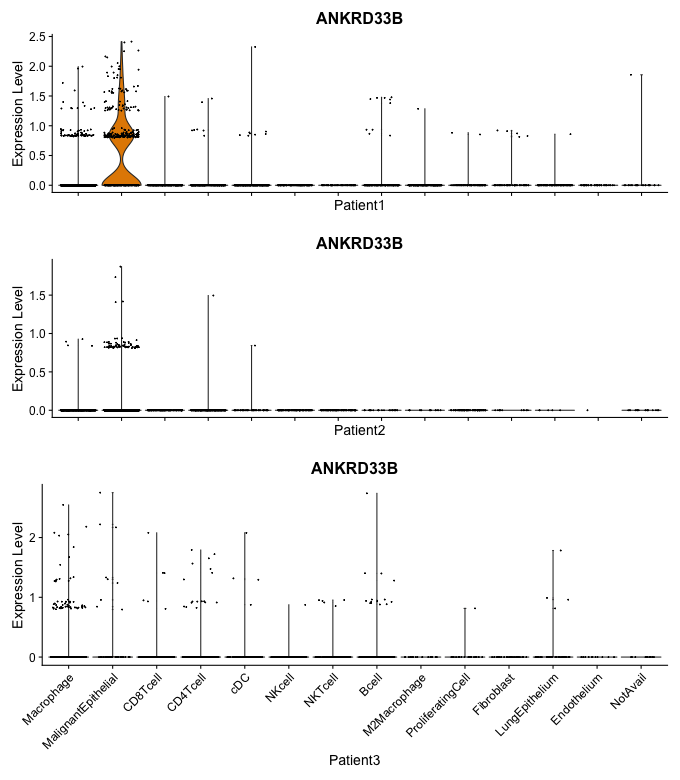 ANKRD33B
Expression Level
2.5
2.0
1.5
1.0
0.5
0.0
Patient1
ANKRD33B
Expression Level
1.5
1.0
0.5
0.0
Patient2
ANKRD33B
Expression Level
2
1
0
Macrophage
MalignantEpithelial
CD8Tcell
CD4Tcell
cDC
NKcell
NKTcell
Bcell
M2Macrophage
ProliferatingCell
Fibroblast
LungEpithelium
Endothelium
NotAvail
Patient3